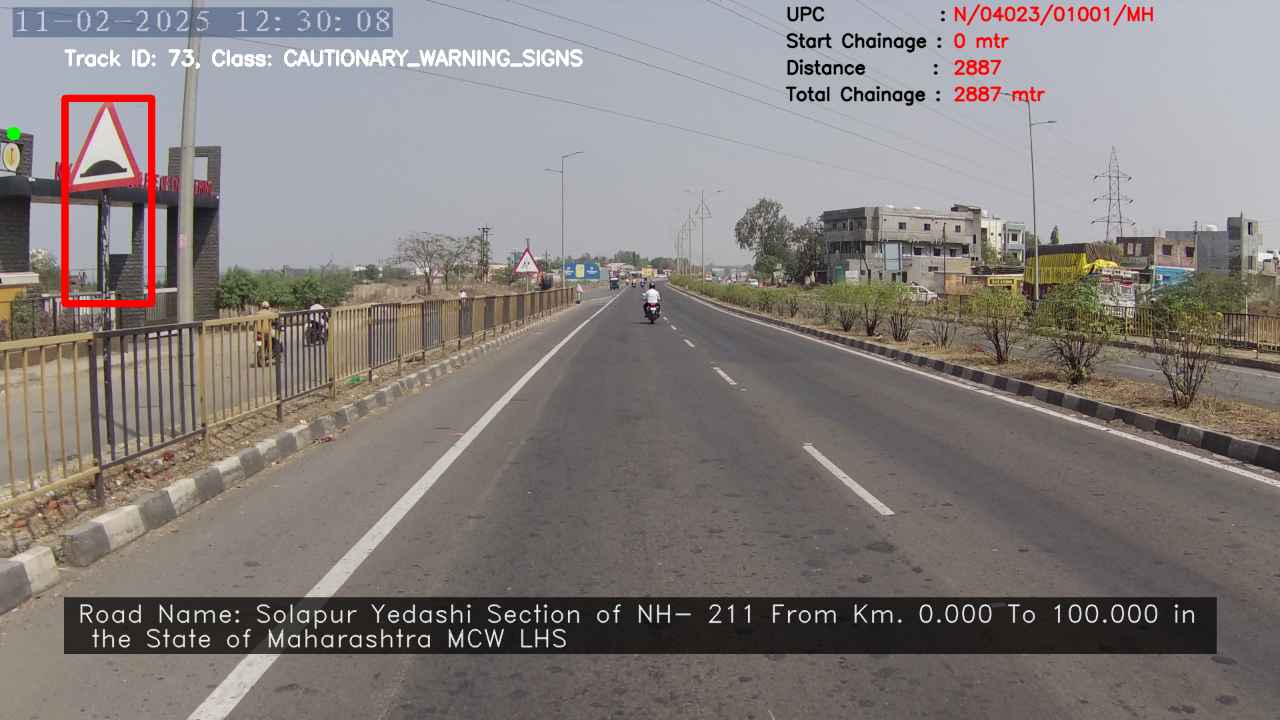 11-02-2025 12:30:08
Track ID: 73, Class: CAUTIONARY_WARNING_SIGNS
UPC : N/04023/01001/MH
Start Chainage : 0 mtr
Distance : 2887
Total Chainage : 2887 mtr
Road Name: Solapur Yedashi Section of NH- 211 From Km. 0.000 To 100.000 in
the State of Maharashtra MCW LHS